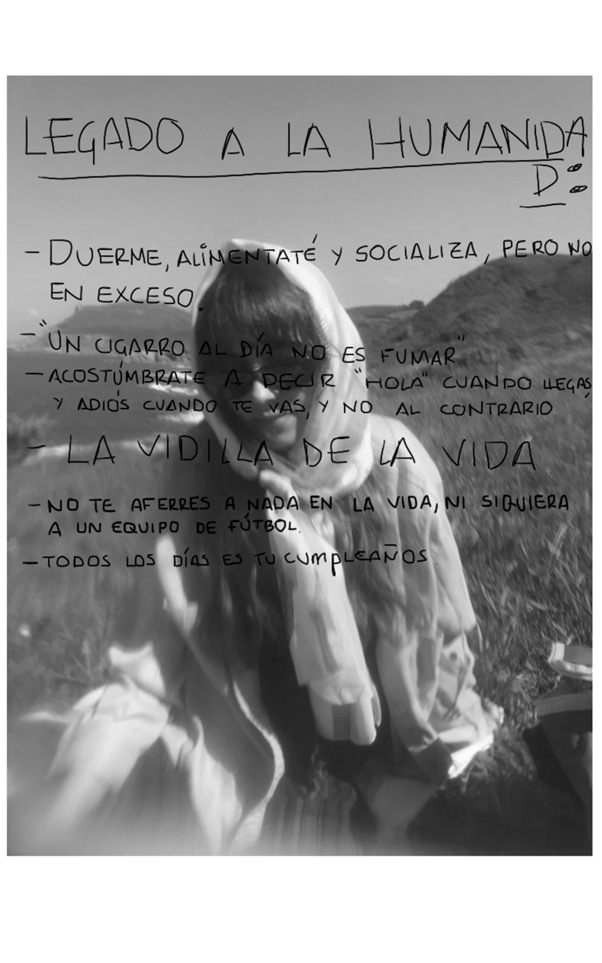 LEGADO A LA HUMANIDA
D:
- DUERME, ALIMÉNTATÉ Y SOCIALIZA, PERO NO
EN EXCESO.
- "UN CIGARRO AL DÍA NO ES FUMAR"
- ACOSTÚMBRATE A DECIR "HOLA" CUANDO LLEGAS,
Y ADIÓS CUANDO TE VAS, Y NO AL CONTRARIO
- LA VIDILLA DE LA VIDA
- NO TE AFERRES A NADA EN LA VIDA, NI SIQUIERA
A UN EQUIPO DE FÚTBOL.
- TODOS LOS DÍAS ES TU CUMPLEAÑOS.